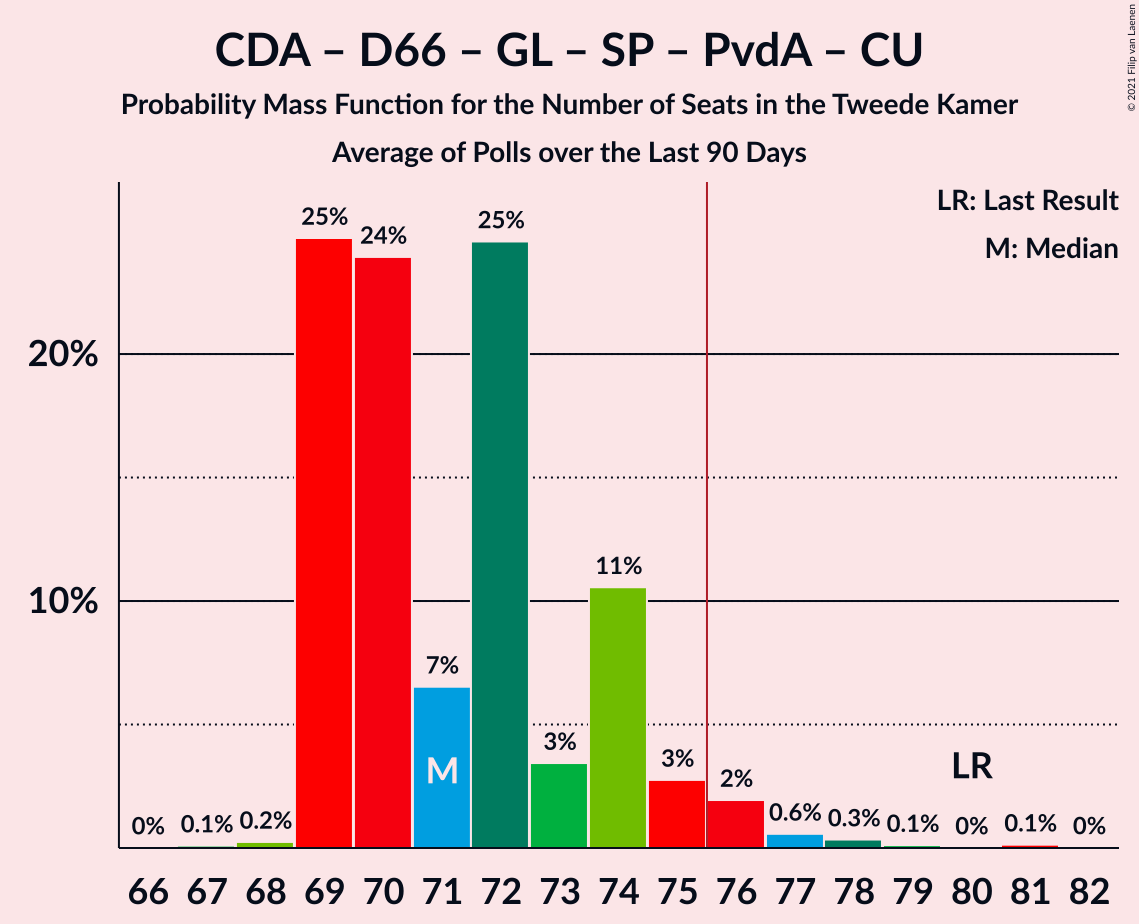 CDA – D66 – GL – SP – PvdA – CU
Probability Mass Function for the Number of Seats in the Tweede Kamer
Average of Polls over the Last 90 Days
© 2021 Filip van Laenen
LR: Last Result
M: Median
25%
24%
25%
20%
11%
10%
7%
M
3%
3%
2%
LR
0%
0.1%
0.2%
0.6%
0.3%
0.1%
0%
0.1%
0%
66 67 68 69 70 71 72 73 74 75 76 77 78 79 80 81 82